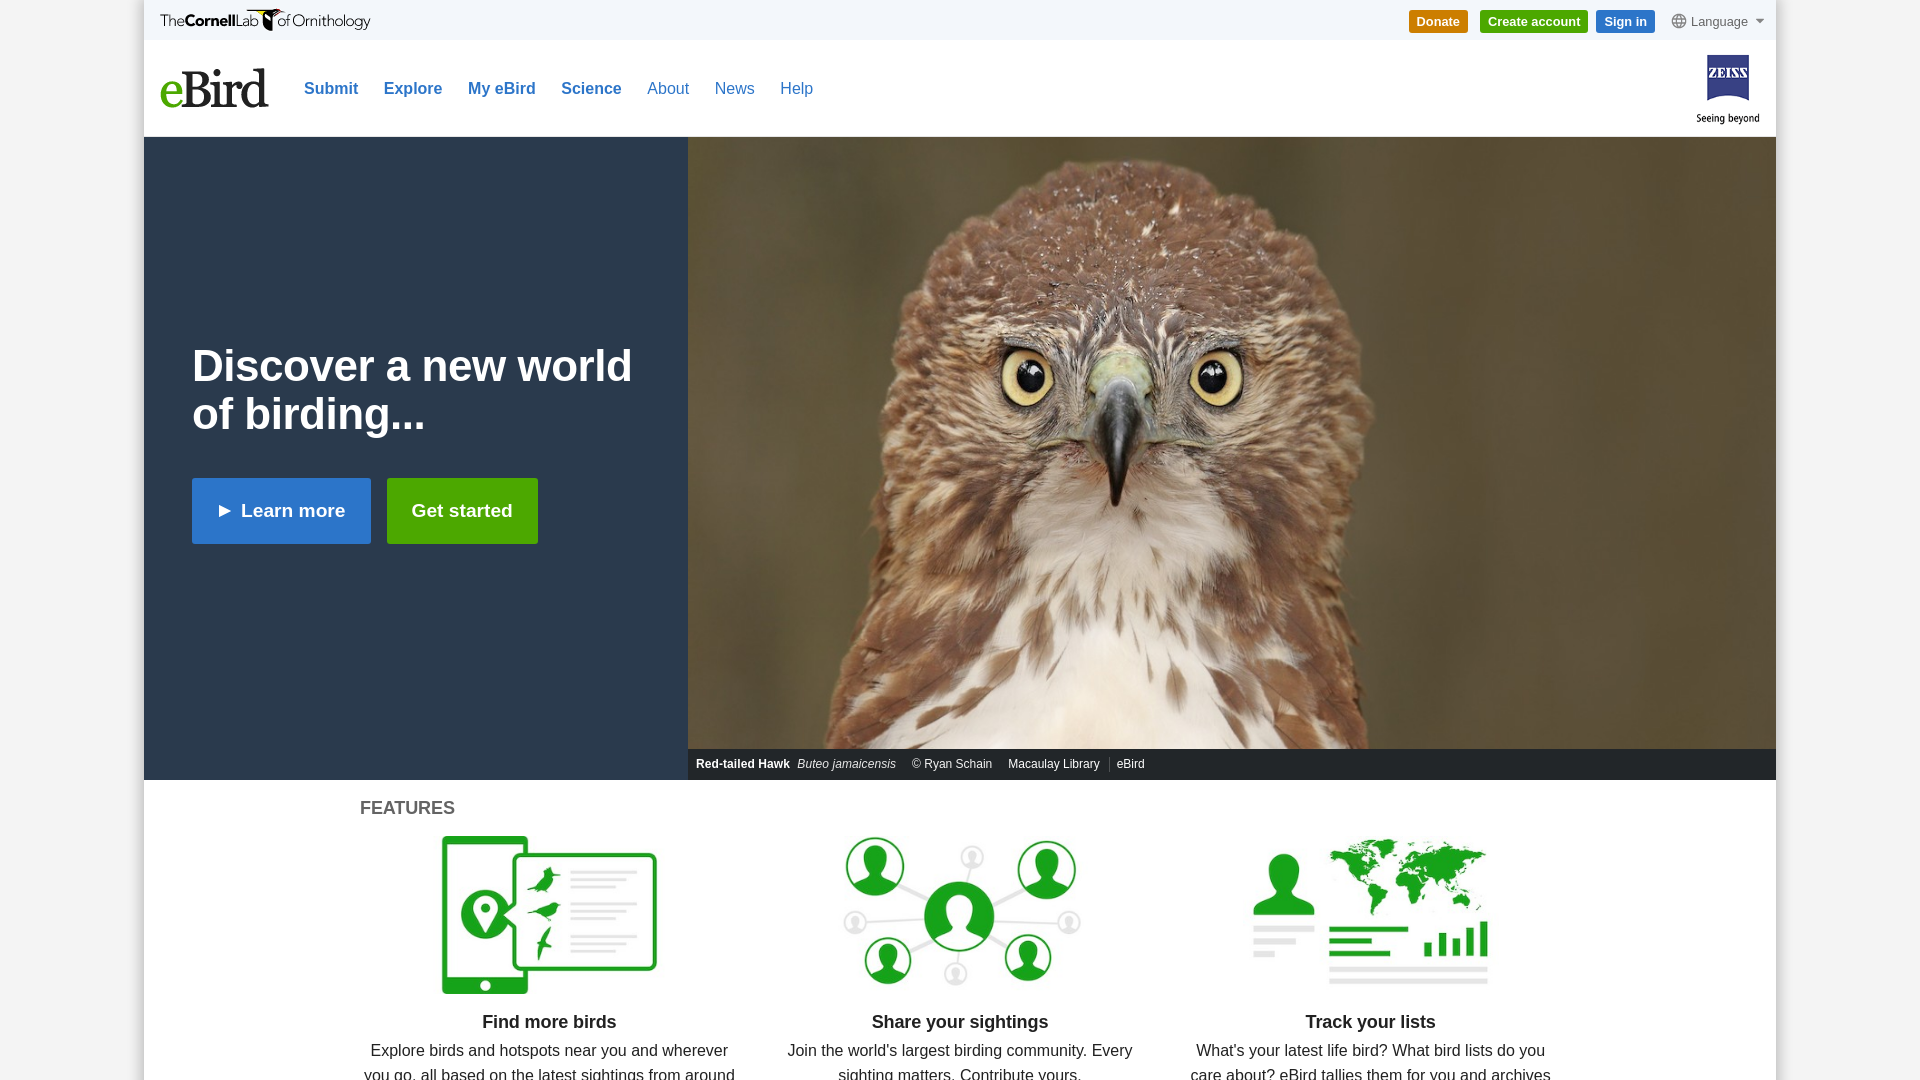 TheCornellLab of Ornithology
Donate
Create account
Sign in
Language
eBird
Submit
Explore
My eBird
Science
About
News
Help
ZEISS
Seeing beyond
Discover a new world
of birding...
Learn more
Get started
Red-tailed Hawk Buteo jamaicensis © Ryan Schain Macaulay Library eBird
FEATURES
Find more birds
Explore birds and hotspots near you and wherever
you go, all based on the latest sightings from around
Share your sightings
Join the world's largest birding community. Every
sighting matters. Contribute yours.
Track your lists
What's your latest life bird? What bird lists do you
care about? eBird tallies them for you and archives